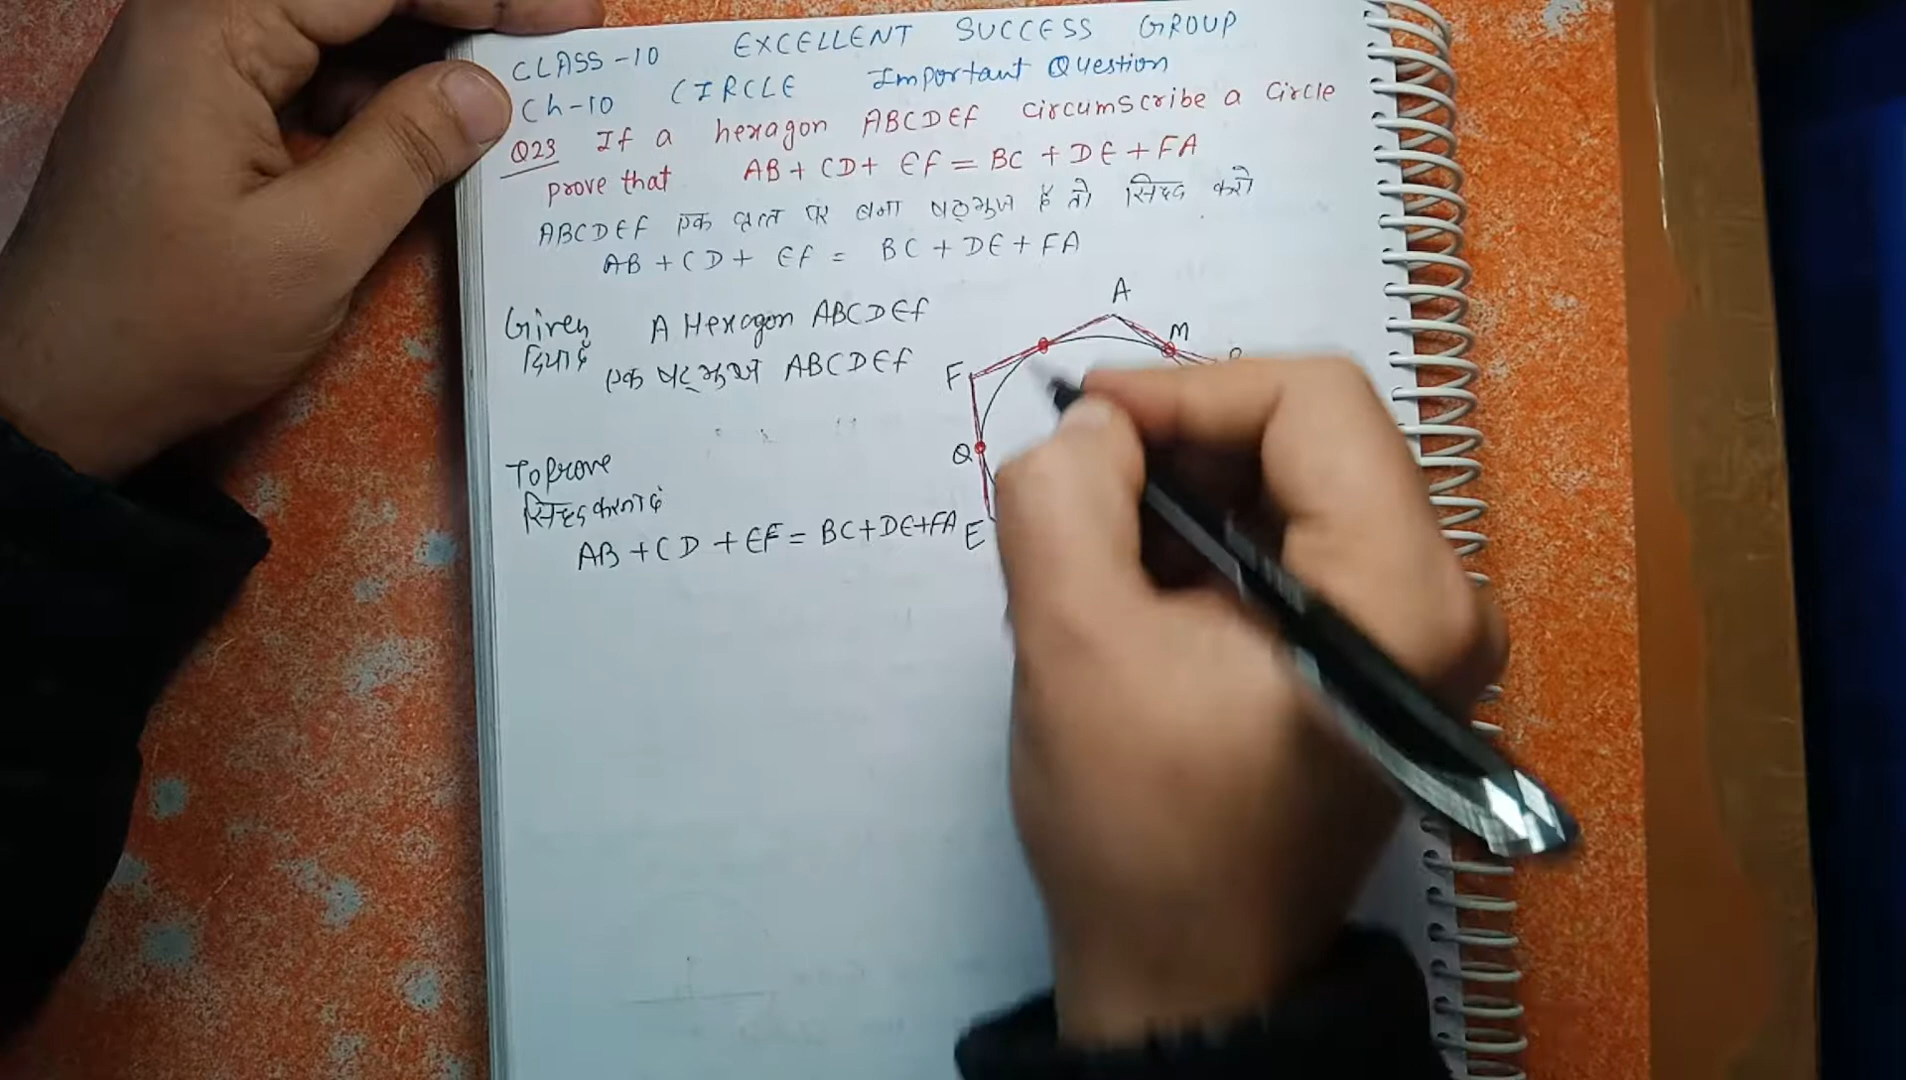 CLASS-10 EXCELLENT SUCCESS GROUP
Ch-10 CIRCLE Important Question
Q23 If a hexagon ABCDEF circumscribe a Circle
prove that AB + CD + EF = BC + DE + FA
ABCDEF एक वृत्त पर बना षट्भुज है तो सिद्ध करो
AB + CD + EF = BC + DE + FA
Given A Hexagon ABCDEF
दिया है एक षट्भुज ABCDEF
To Prove
सिद्ध करना है
AB + CD + EF = BC + DE + FA
A
M
F
Q
E